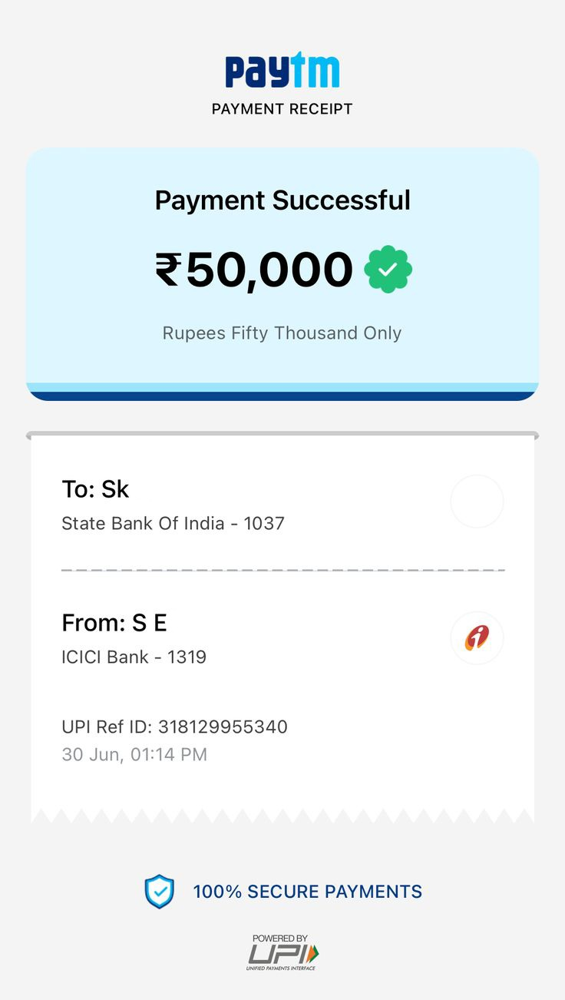 paytm
PAYMENT RECEIPT
Payment Successful
₹50,000
Rupees Fifty Thousand Only
To: Sk
State Bank Of India - 1037
From: S E
ICICI Bank - 1319
UPI Ref ID: 318129955340
30 Jun, 01:14 PM
100% SECURE PAYMENTS
POWERED BY
UPI
UNIFIED PAYMENTS INTERFACE